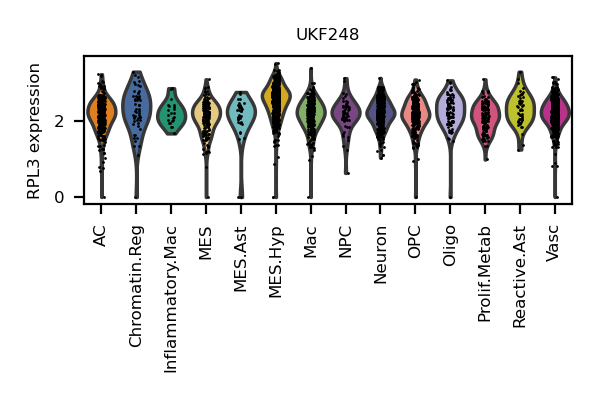 UKF248
RPL3 expression
2
0
AC
Chromatin.Reg
Inflammatory.Mac
MES
MES.Ast
MES.Hyp
Mac
NPC
Neuron
OPC
Oligo
Prolif.Metab
Reactive.Ast
Vasc